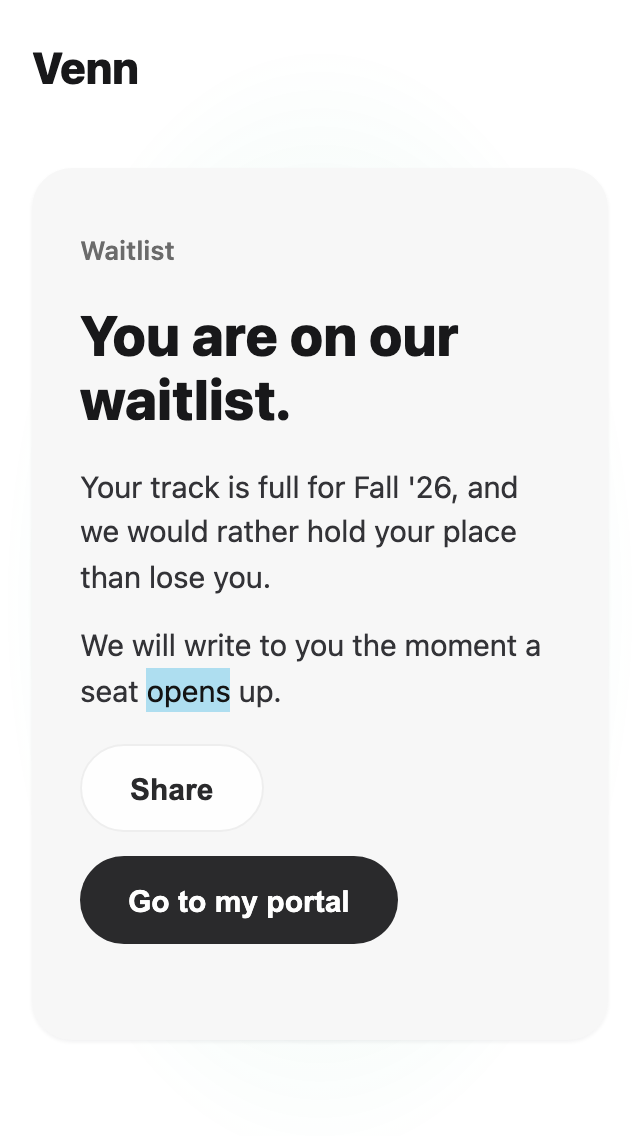 Venn
Waitlist
You are on our
waitlist.
Your track is full for Fall '26, and
we would rather hold your place
than lose you.
We will write to you the moment a
seat opens up.
Share
Go to my portal